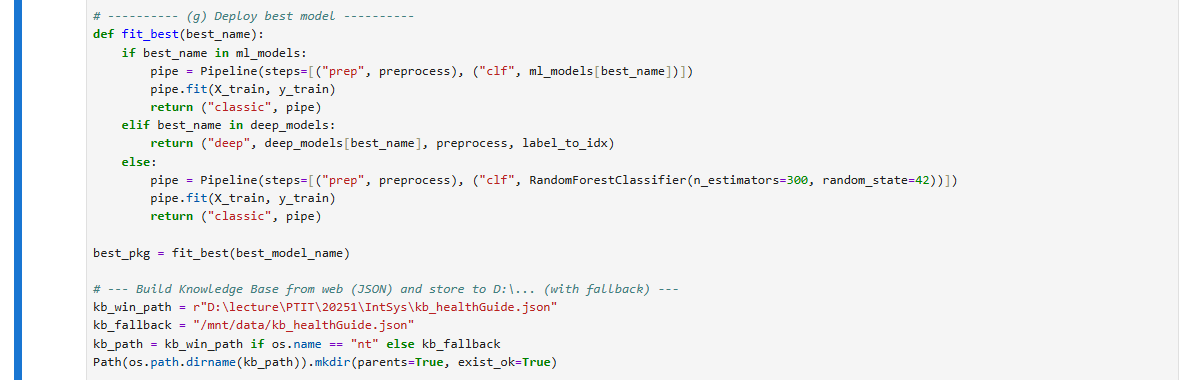 # ---------- (g) Deploy best model ----------
def fit_best(best_name):
    if best_name in ml_models:
        pipe = Pipeline(steps=[("prep", preprocess), ("clf", ml_models[best_name])])
        pipe.fit(X_train, y_train)
        return ("classic", pipe)
    elif best_name in deep_models:
        return ("deep", deep_models[best_name], preprocess, label_to_idx)
    else:
        pipe = Pipeline(steps=[("prep", preprocess), ("clf", RandomForestClassifier(n_estimators=300, random_state=42))])
        pipe.fit(X_train, y_train)
        return ("classic", pipe)

best_pkg = fit_best(best_model_name)

# --- Build Knowledge Base from web (JSON) and store to D:\... (with fallback) ---
kb_win_path = r"D:\lecture\PTIT\20251\IntSys\kb_healthGuide.json"
kb_fallback = "/mnt/data/kb_healthGuide.json"
kb_path = kb_win_path if os.name == "nt" else kb_fallback
Path(os.path.dirname(kb_path)).mkdir(parents=True, exist_ok=True)